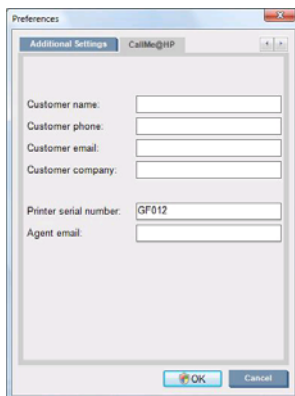 Preferences
Additional Settings
CallMe@HP
Customer name:
Customer phone:
Customer email:
Customer company:
Printer serial number: GF012
Agent email:
OK
Cancel